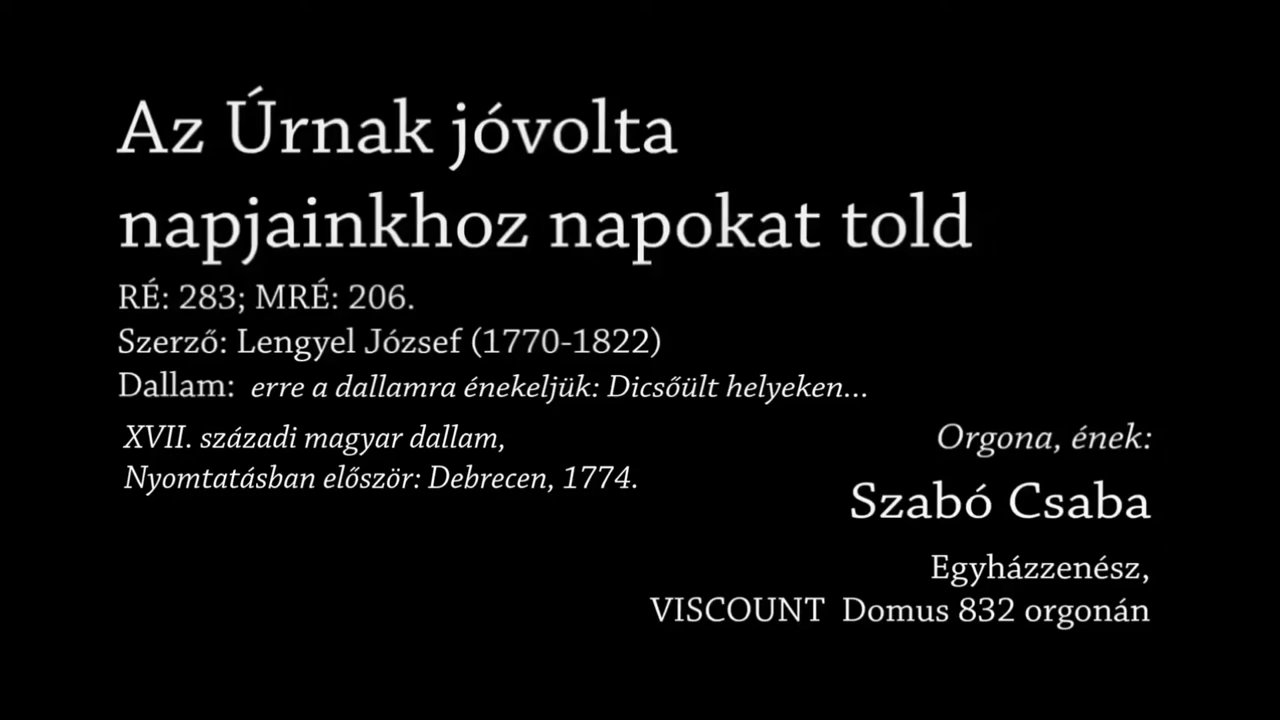 Az Úrnak jóvolta
napjainkhoz napokat told
RÉ: 283; MRÉ: 206.
Szerző: Lengyel József (1770-1822)
Dallam: erre a dallamra énekeljük: Dicsőült helyeken...
XVII. századi magyar dallam,
Nyomtatásban először: Debrecen, 1774.
Orgona, ének:
Szabó Csaba
Egyházzenész,
VISCOUNT Domus 832 orgonán